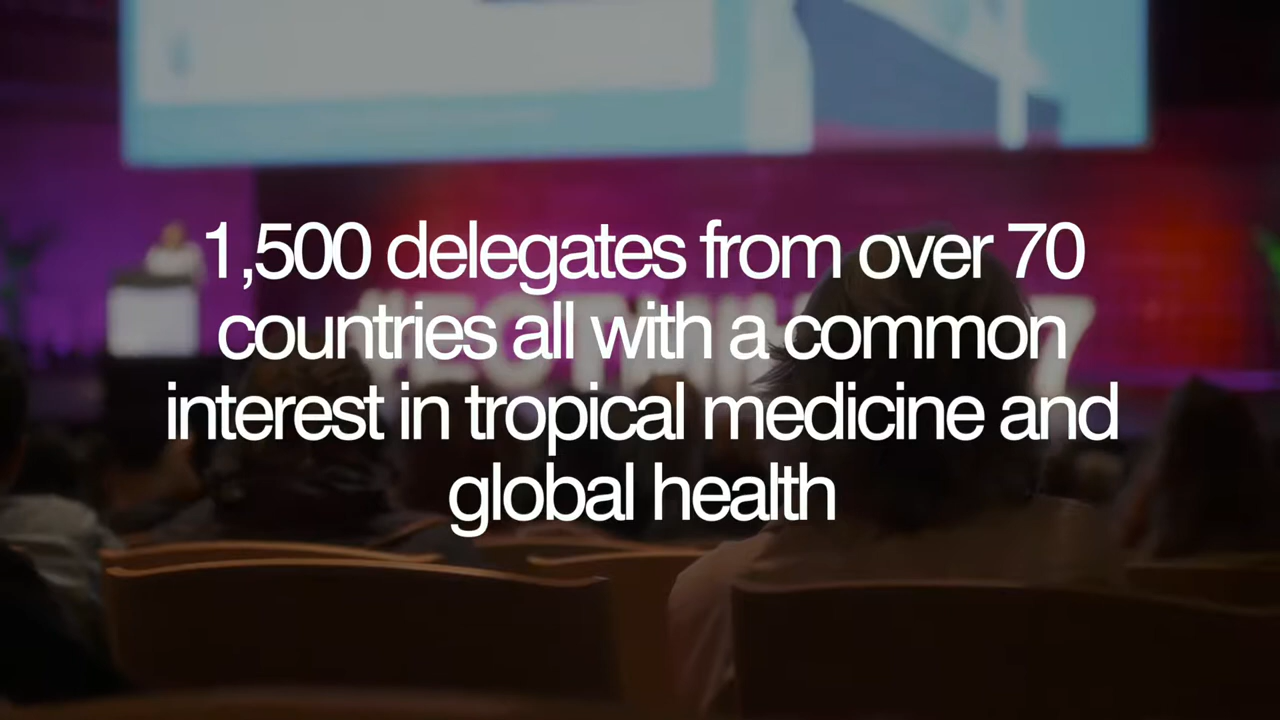 1,500 delegates from over 70
countries all with a common
interest in tropical medicine and
global health